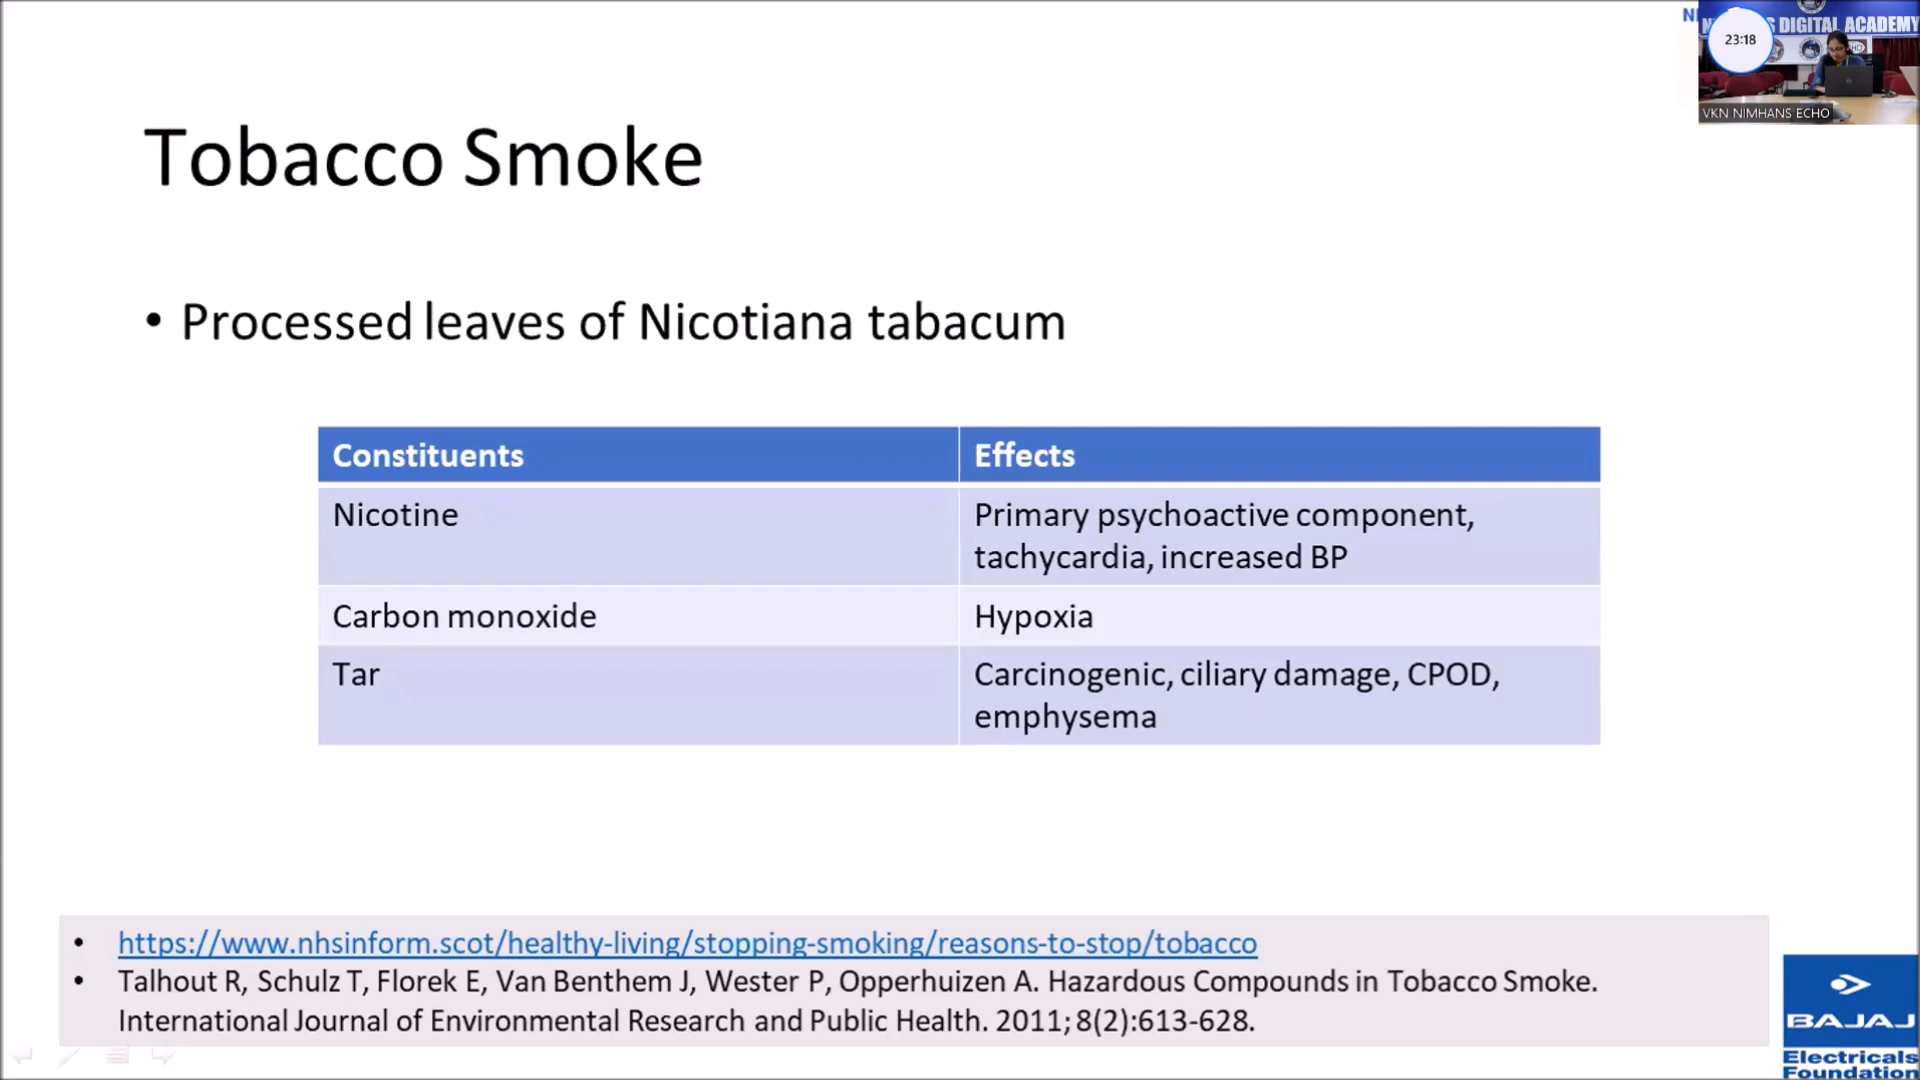 Tobacco Smoke
• Processed leaves of Nicotiana tabacum
Constituents Effects
Nicotine Primary psychoactive component,
tachycardia, increased BP
Carbon monoxide Hypoxia
Tar Carcinogenic, ciliary damage, CPOD,
emphysema
• https://www.nhsinform.scot/healthy-living/stopping-smoking/reasons-to-stop/tobacco
• Talhout R, Schulz T, Florek E, Van Benthem J, Wester P, Opperhuizen A. Hazardous Compounds in Tobacco Smoke.
International Journal of Environmental Research and Public Health. 2011; 8(2):613-628.
DIGITAL ACADEMY
23:18
VKN NIMHANS ECHO
BAJAJ
Electricals
Foundation